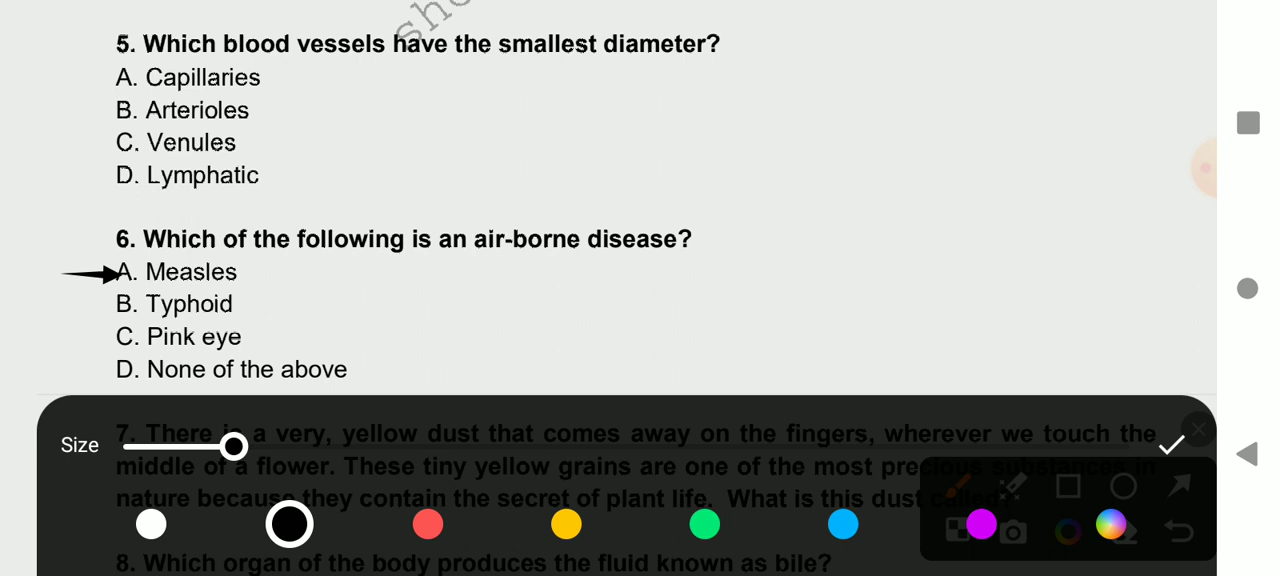 sho
5. Which blood vessels have the smallest diameter?
A. Capillaries
B. Arterioles
C. Venules
D. Lymphatic
6. Which of the following is an air-borne disease?
A. Measles
B. Typhoid
C. Pink eye
D. None of the above
7. There is a very, yellow dust that comes away on the fingers, wherever we touch the
Size
middle of a flower. These tiny yellow grains are one of the most precious substances in
nature because they contain the secret of plant life. What is this dust called?
8. Which organ of the body produces the fluid known as bile?